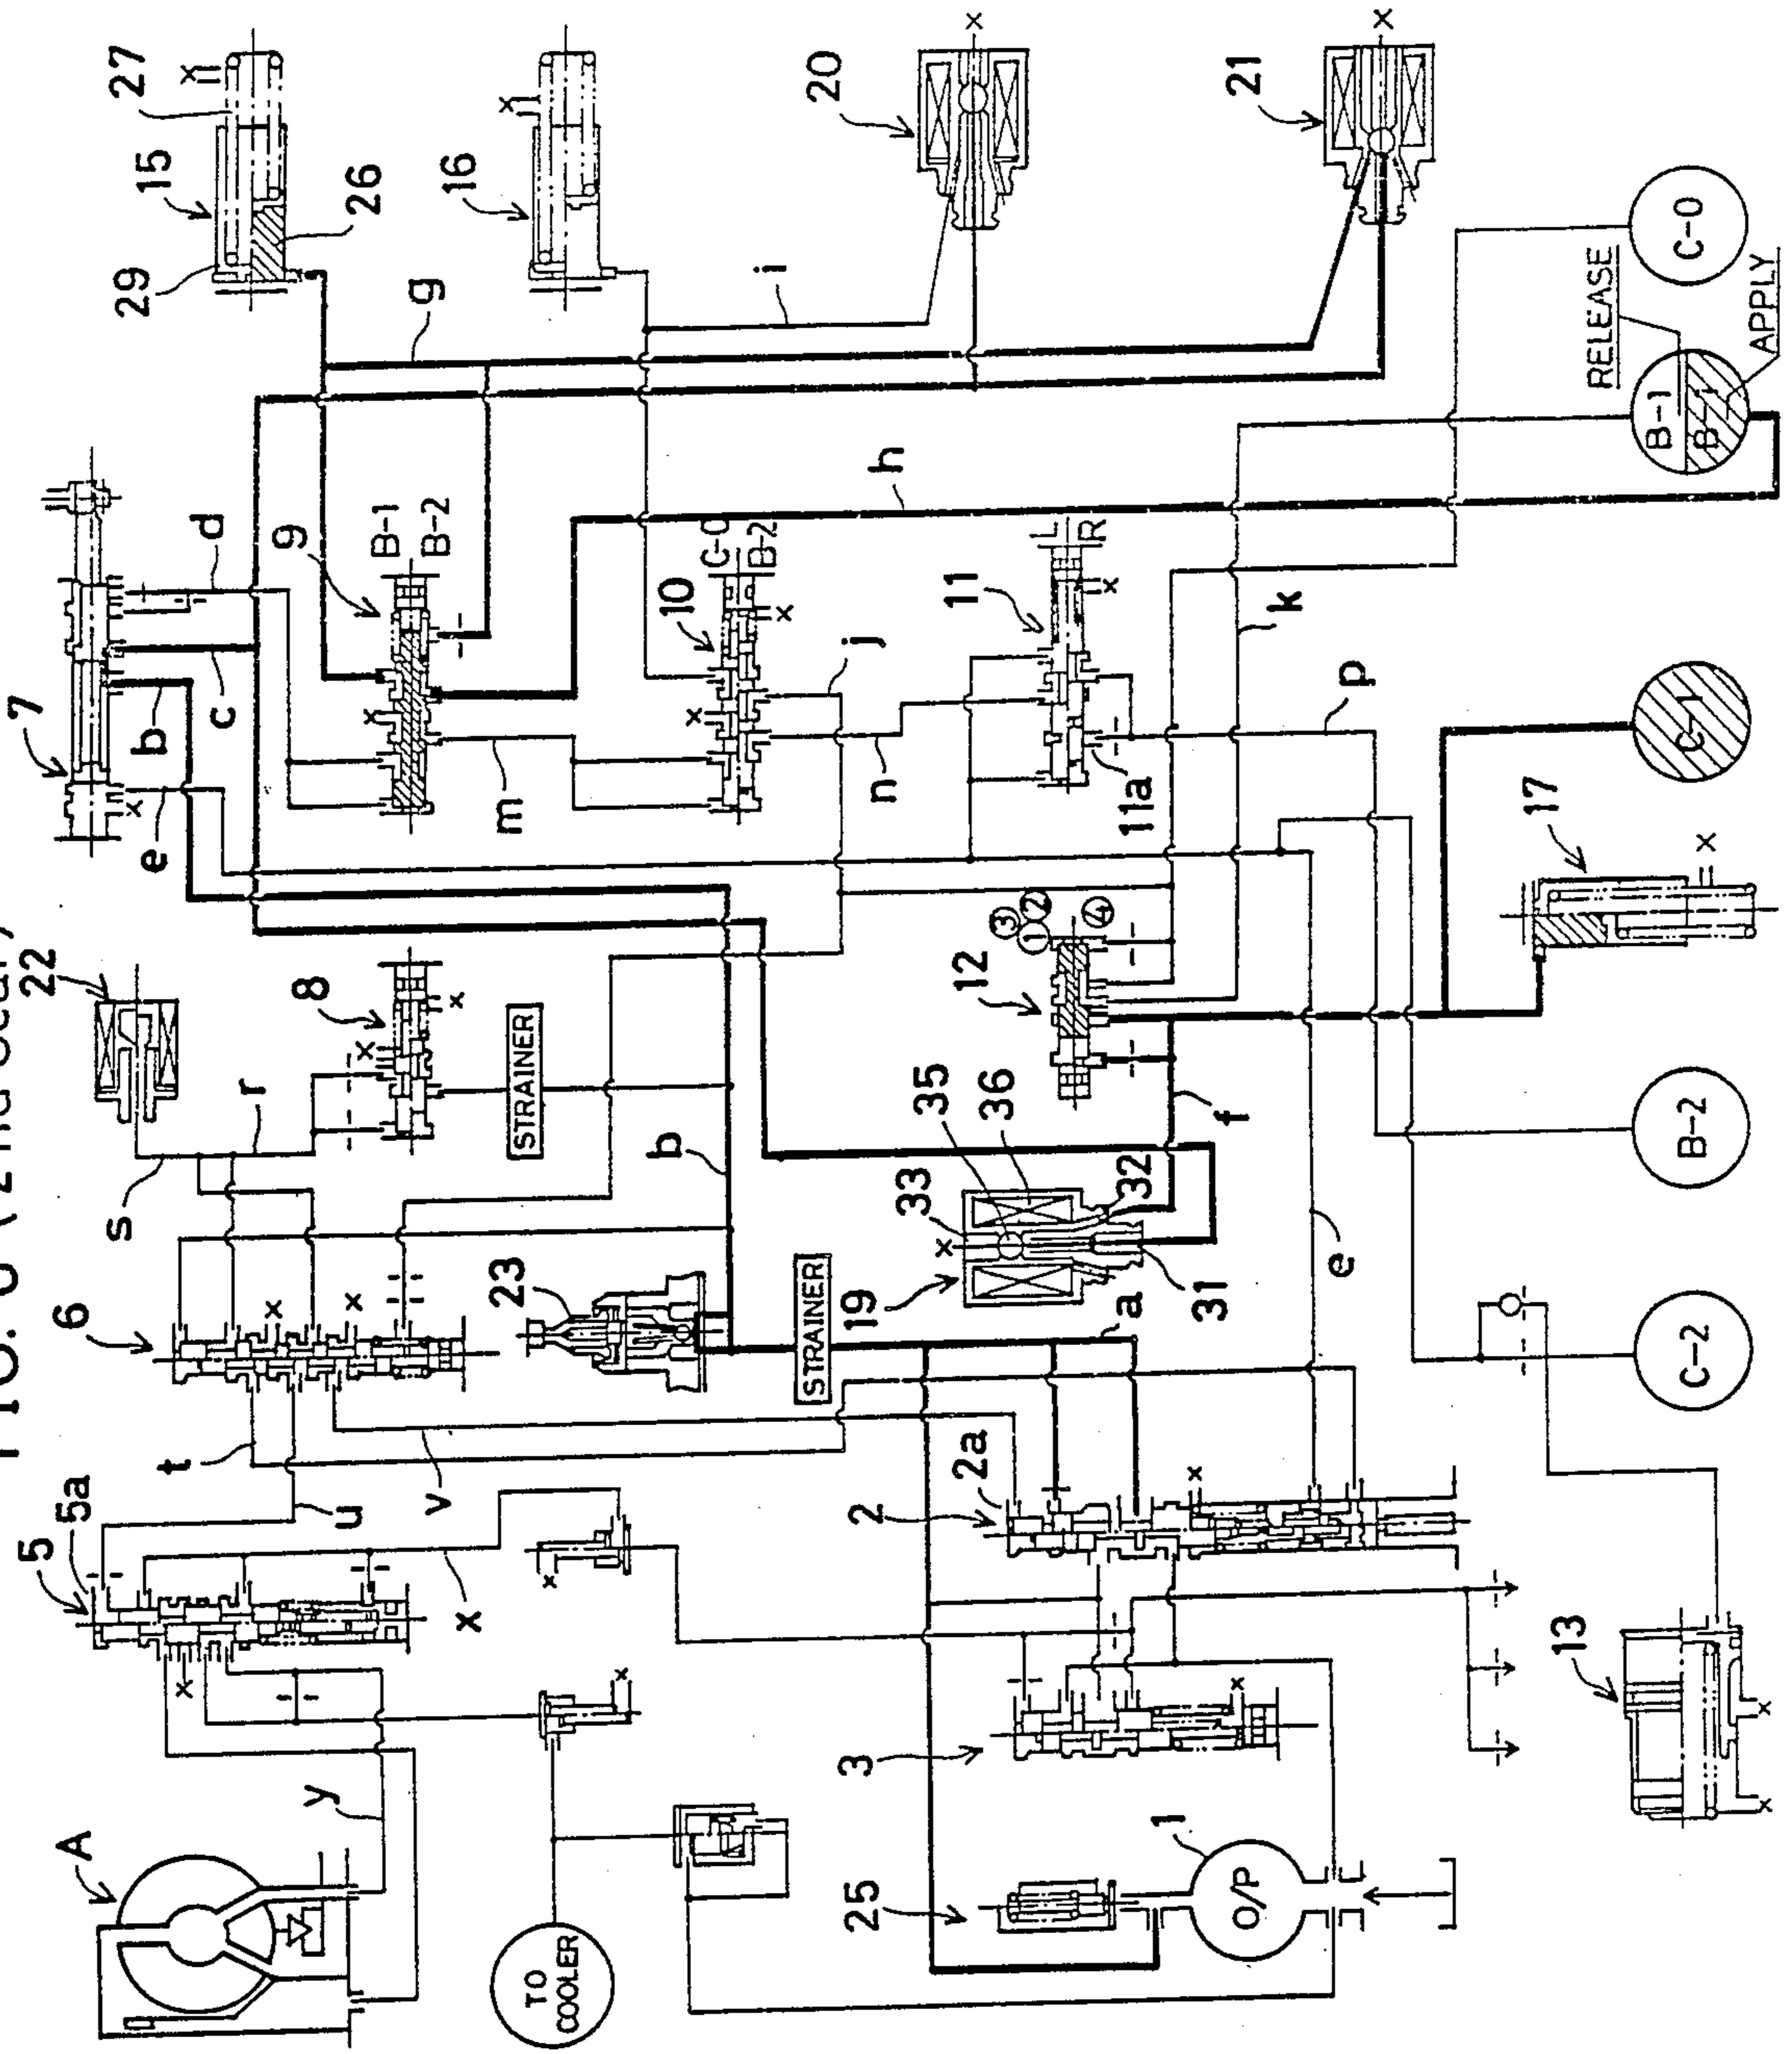 FIG. 6 (2nd Gear)
A
y
5
5a
x
u
t
v
6
s
r
22
8
STRAINER
b
23
STRAINER
a
7
e
b
c
d
9
B-1
B-2
m
10
C-0
B-2
n
j
11
L
R
11a
k
p
h
g
i
15
27
29
26
16
20
21
X
RELEASE
APPLY
B-1
B-1
C-0
C-1
17
12
① ② ③ ④
f
35
36
33
32
31
19
e
B-2
C-2
2
2a
3
13
25
1
O/P
TO
COOLER